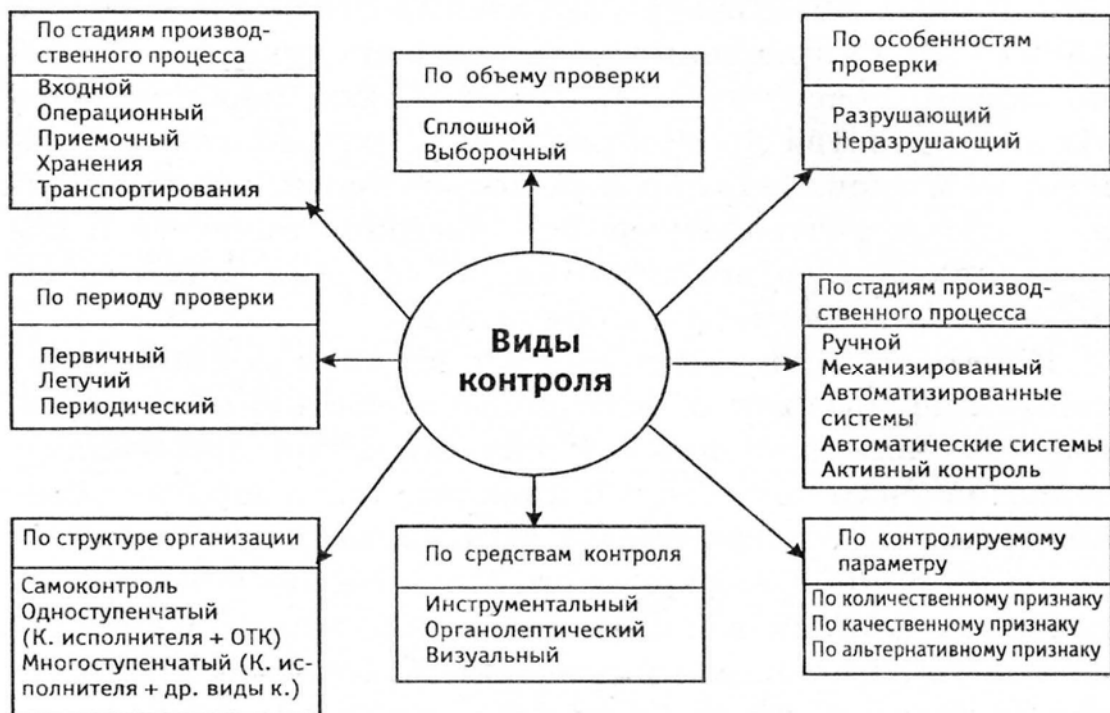 По стадиям производ-
ственного процесса
Входной
Операционный
Приемочный
Хранения
Транспортирования
По объему проверки
Сплошной
Выборочный
По особенностям
проверки
Разрушающий
Неразрушающий
По периоду проверки
Первичный
Летучий
Периодический
Виды
контроля
По стадиям производ-
ственного процесса
Ручной
Механизированный
Автоматизированные
системы
Автоматические системы
Активный контроль
По структуре организации
Самоконтроль
Одноступенчатый
(К. исполнителя + ОТК)
Многоступенчатый (К. ис-
полнителя + др. виды к.)
По средствам контроля
Инструментальный
Органолептический
Визуальный
По контролируемому
параметру
По количественному признаку
По качественному признаку
По альтернативному признаку